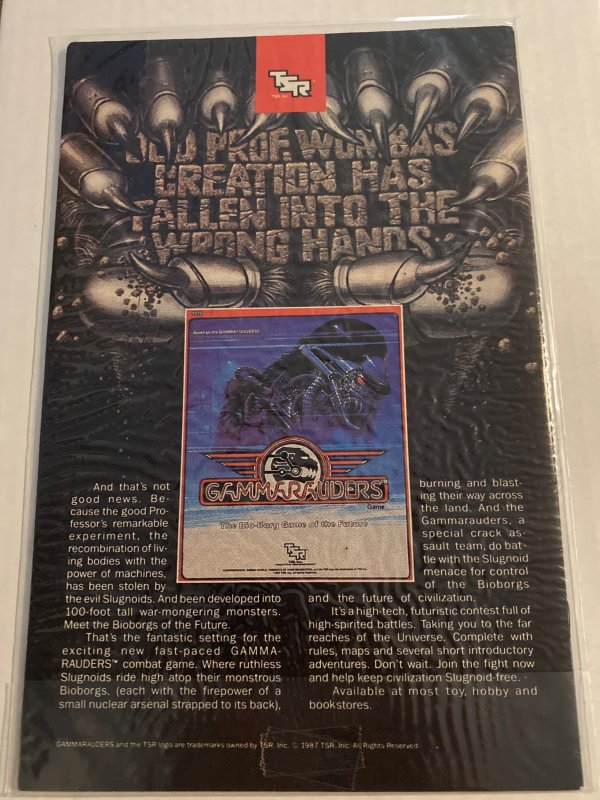 TSR™
TSR, Inc.
OLD PROF. WOMBA'S
CREATION HAS
FALLEN INTO THE
WRONG HANDS.
Based on the GAMMA UNIVERSE
GAMMARAUDERS™
Game
The Bio-Borg Game of the Future
TSR
And that's not
good news. Be-
cause the good Pro-
fessor's remarkable
experiment, the
recombination of liv-
ing bodies with the
power of machines,
has been stolen by
the evil Slugnoids. And been developed into
100-foot tall war-mongering monsters.
Meet the Bioborgs of the Future.
That's the fantastic setting for the
exciting new fast-paced GAMMA-
RAUDERS™ combat game. Where ruthless
Slugnoids ride high atop their monstrous
Bioborgs, (each with the firepower of a
small nuclear arsenal strapped to its back),
burning and blast-
ing their way across
the land. And the
Gammarauders, a
special crack as-
sault team, do bat-
tle with the Slugnoid
menace for control
of the Bioborgs
and the future of civilization.
It's a high-tech, futuristic contest full of
high-spirited battles. Taking you to the far
reaches of the Universe. Complete with
rules, maps and several short introductory
adventures. Don't wait. Join the fight now
and help keep civilization Slugnoid-free.
Available at most toy, hobby and
bookstores.
GAMMARAUDERS and the TSR logo are trademarks owned by TSR, Inc. © 1987 TSR, Inc. All Rights Reserved.